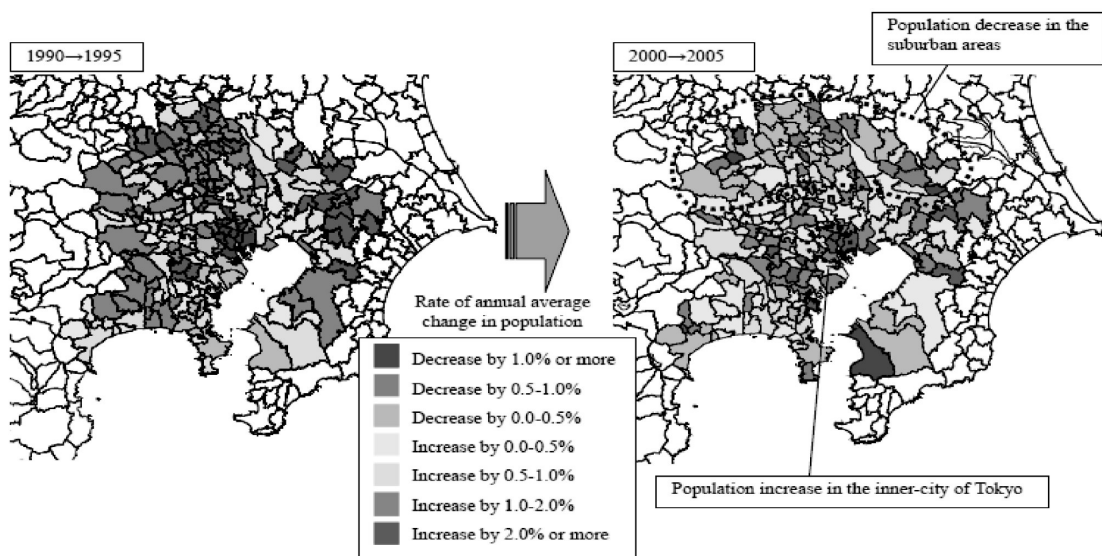 Population decrease in the
suburban areas
1990→1995
2000→2005
Rate of annual average
change in population
Decrease by 1.0% or more
Decrease by 0.5-1.0%
Decrease by 0.0-0.5%
Increase by 0.0-0.5%
Increase by 0.5-1.0%
Increase by 1.0-2.0%
Increase by 2.0% or more
Population increase in the inner-city of Tokyo